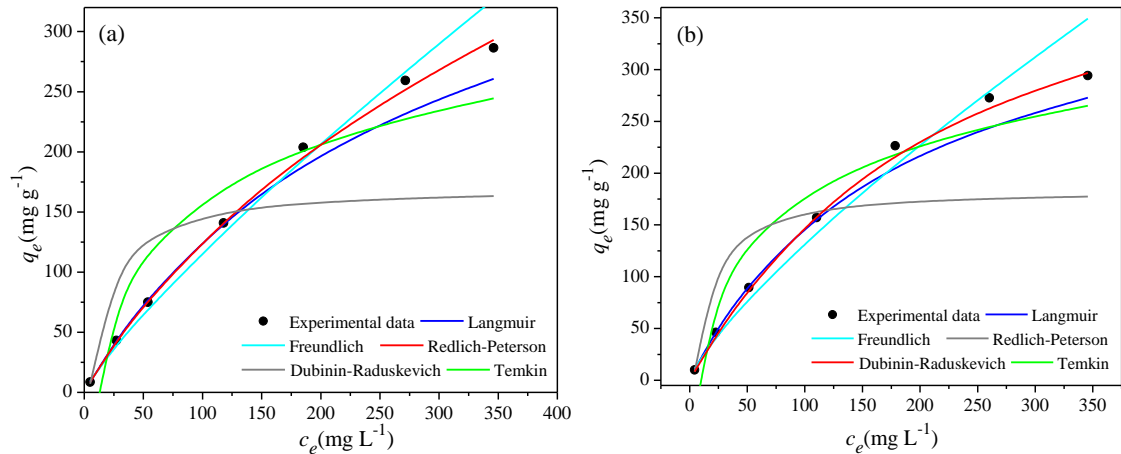 (a)
300
250
200
150
100
50
0
q_e(mg g⁻¹)
Experimental data Langmuir
Freundlich Redlich-Peterson
Dubinin-Raduskevich Temkin
0 50 100 150 200 250 300 350 400
c_e(mg L⁻¹)
(b)
350
300
250
200
150
100
50
0
q_e(mg g⁻¹)
Experimental data Langmuir
Freundlich Redlich-Peterson
Dubinin-Raduskevich Temkin
0 50 100 150 200 250 300 350
c_e(mg L⁻¹)